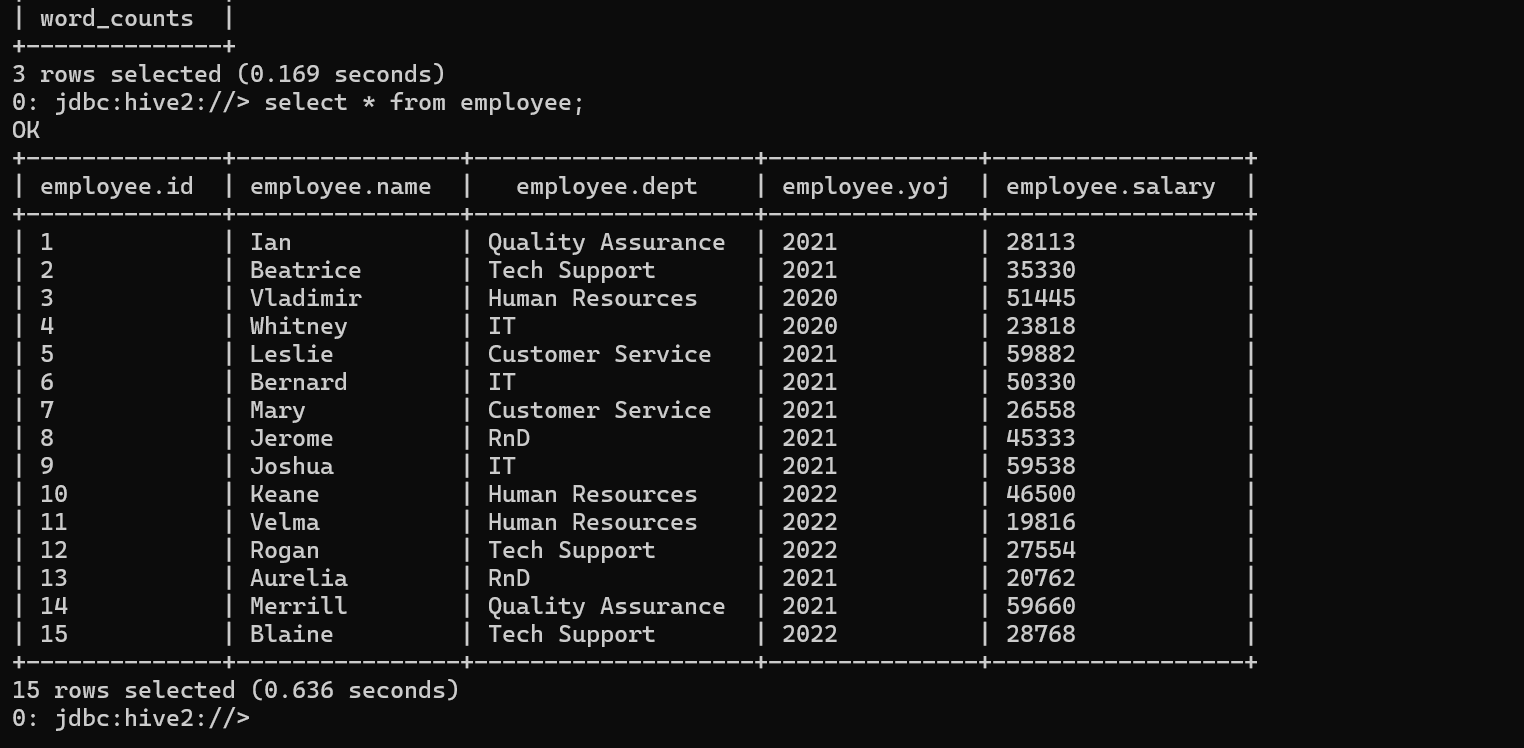 | word_counts  |
+--------------+
3 rows selected (0.169 seconds)
0: jdbc:hive2://> select * from employee;
OK
+--------------+----------------+--------------------+---------------+------------------+
| employee.id  | employee.name  |   employee.dept    | employee.yoj  | employee.salary  |
+--------------+----------------+--------------------+---------------+------------------+
| 1            | Ian            | Quality Assurance  | 2021          | 28113            |
| 2            | Beatrice       | Tech Support       | 2021          | 35330            |
| 3            | Vladimir       | Human Resources    | 2020          | 51445            |
| 4            | Whitney        | IT                 | 2020          | 23818            |
| 5            | Leslie         | Customer Service   | 2021          | 59882            |
| 6            | Bernard        | IT                 | 2021          | 50330            |
| 7            | Mary           | Customer Service   | 2021          | 26558            |
| 8            | Jerome         | RnD                | 2021          | 45333            |
| 9            | Joshua         | IT                 | 2021          | 59538            |
| 10           | Keane          | Human Resources    | 2022          | 46500            |
| 11           | Velma          | Human Resources    | 2022          | 19816            |
| 12           | Rogan          | Tech Support       | 2022          | 27554            |
| 13           | Aurelia        | RnD                | 2021          | 20762            |
| 14           | Merrill        | Quality Assurance  | 2021          | 59660            |
| 15           | Blaine         | Tech Support       | 2022          | 28768            |
+--------------+----------------+--------------------+---------------+------------------+
15 rows selected (0.636 seconds)
0: jdbc:hive2://>